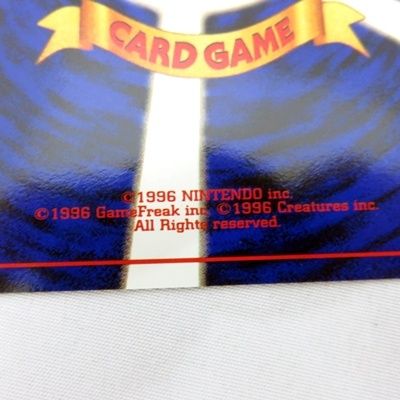 CARD GAME
©1996 NINTENDO inc.
©1996 GameFreak inc. ©1996 Creatures inc.
All Rights reserved.